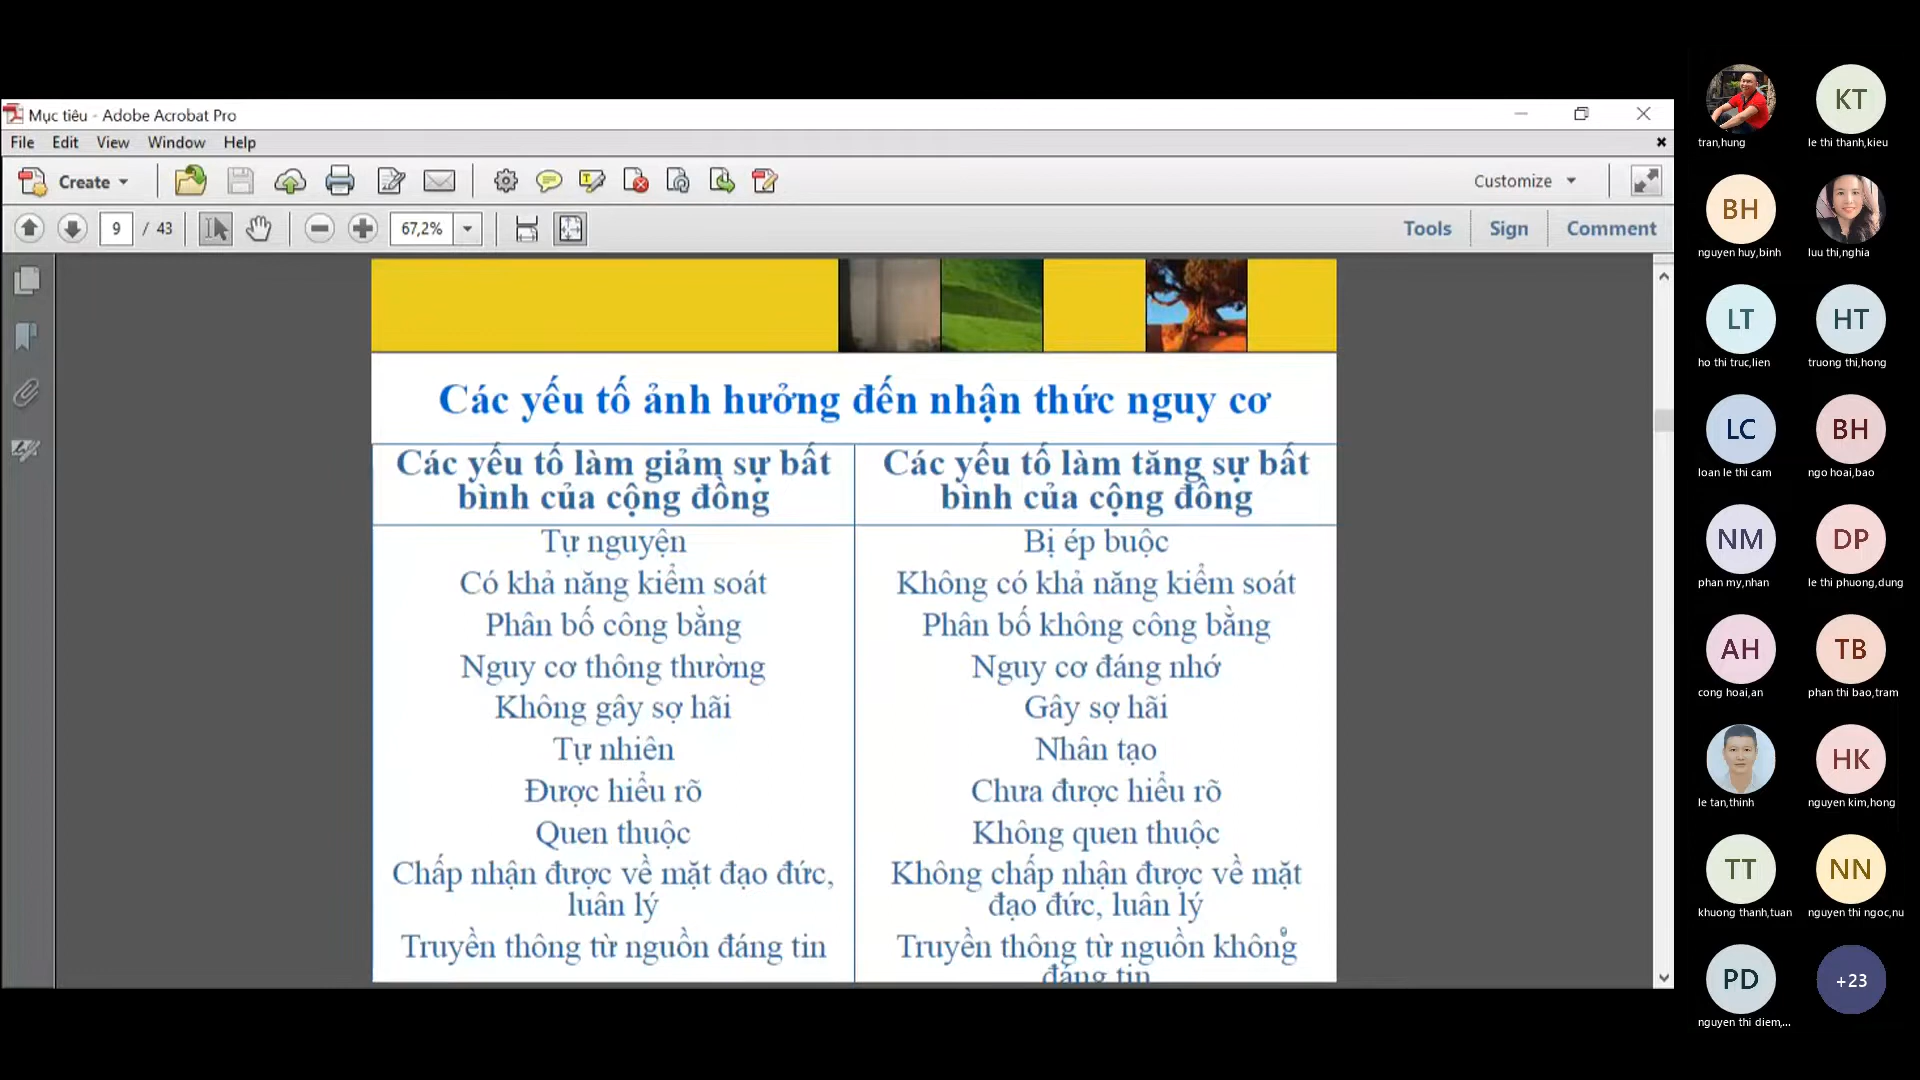 Mục tiêu - Adobe Acrobat Pro
File Edit View Window Help
Create Customize
9 / 43 67,2% Tools Sign Comment
Các yếu tố ảnh hưởng đến nhận thức nguy cơ
Các yếu tố làm giảm sự bất
bình của cộng đồng
Các yếu tố làm tăng sự bất
bình của cộng đồng
Tự nguyện
Bị ép buộc
Có khả năng kiểm soát
Không có khả năng kiểm soát
Phân bố công bằng
Phân bố không công bằng
Nguy cơ thông thường
Nguy cơ đáng nhớ
Không gây sợ hãi
Gây sợ hãi
Tự nhiên
Nhân tạo
Được hiểu rõ
Chưa được hiểu rõ
Quen thuộc
Không quen thuộc
Chấp nhận được về mặt đạo đức,
luân lý
Không chấp nhận được về mặt
đạo đức, luân lý
Truyền thông từ nguồn đáng tin
Truyền thông từ nguồn không
đáng tin
tran,hung
KT
le thi thanh,kieu
BH
nguyen huy,binh
luu thi,nghia
LT
ho thi truc,lien
HT
truong thi,hong
LC
loan le thi cam
BH
ngo hoai,bao
NM
phan my,nhan
DP
le thi phuong,dung
AH
cong hoai,an
TB
phan thi bao,tram
le tan,thinh
HK
nguyen kim,hong
TT
khuong thanh,tuan
NN
nguyen thi ngoc,nu
PD
nguyen thi diem,...
+23